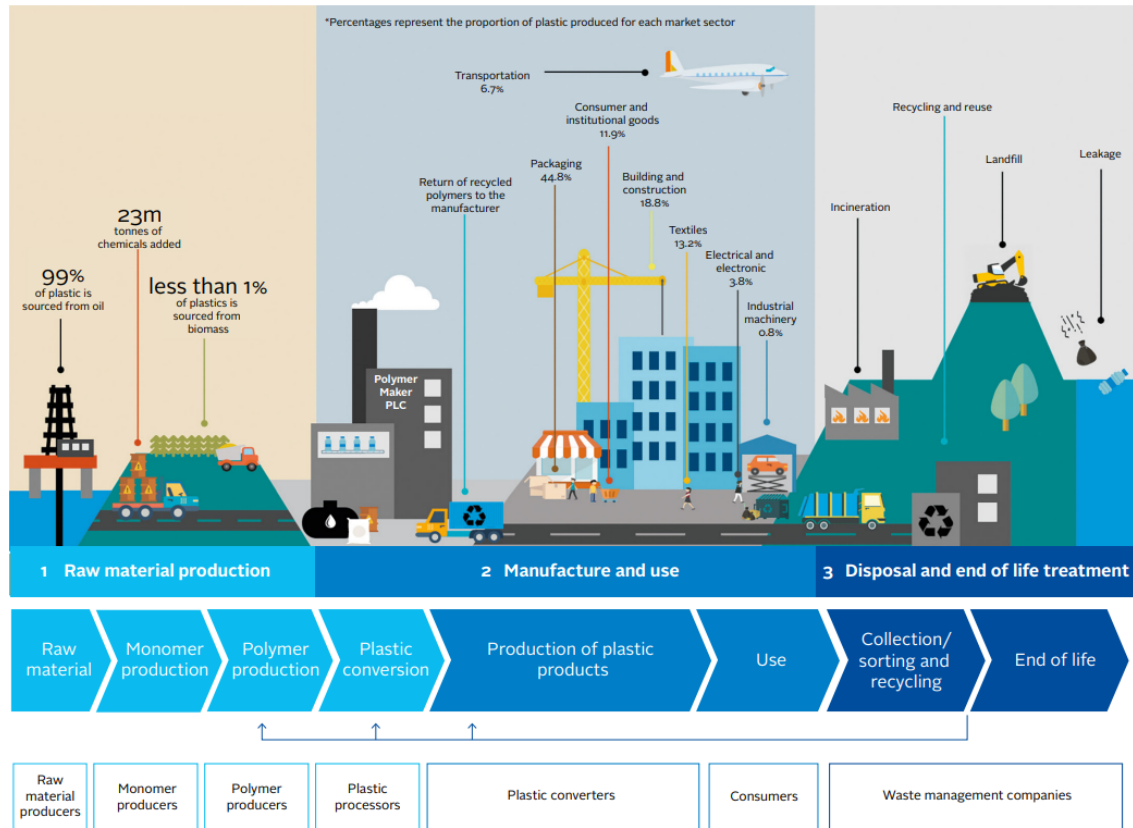 *Percentages represent the proportion of plastic produced for each market sector
Transportation
6.7%
Consumer and
institutional goods
11.9%
Recycling and reuse
Landfill
Leakage
Packaging
44.8%
Return of recycled
polymers to the
manufacturer
Building and
construction
18.8%
Incineration
23m
tonnes of
chemicals added
Textiles
13.2%
Electrical and
electronic
3.8%
99%
of plastic is
sourced from oil
less than 1%
of plastics is
sourced from
biomass
Industrial
machinery
0.8%
Polymer
Maker
PLC
1 Raw material production
2 Manufacture and use
3 Disposal and end of life treatment
Raw
material
Monomer
production
Polymer
production
Plastic
conversion
Production of plastic
products
Use
Collection/
sorting and
recycling
End of life
Raw
material
producers
Monomer
producers
Polymer
producers
Plastic
processors
Plastic converters
Consumers
Waste management companies